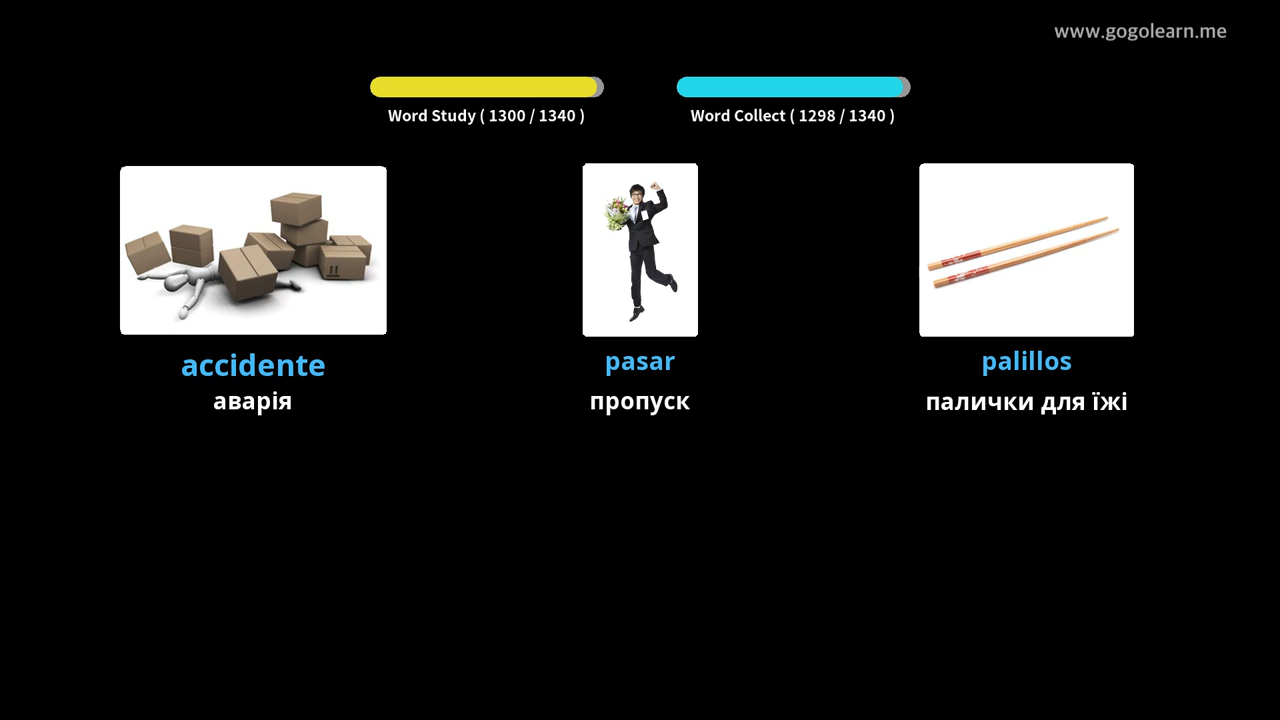 www.gogolearn.me
Word Study ( 1300 / 1340 )
Word Collect ( 1298 / 1340 )
accidente
аварія
pasar
пропуск
palillos
палички для їжі